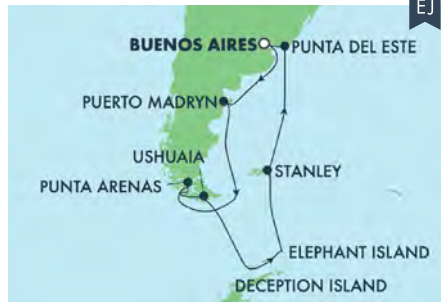 EJ
BUENOS AIRES
PUNTA DEL ESTE
PUERTO MADRYN
USHUAIA
PUNTA ARENAS
STANLEY
ELEPHANT ISLAND
DECEPTION ISLAND